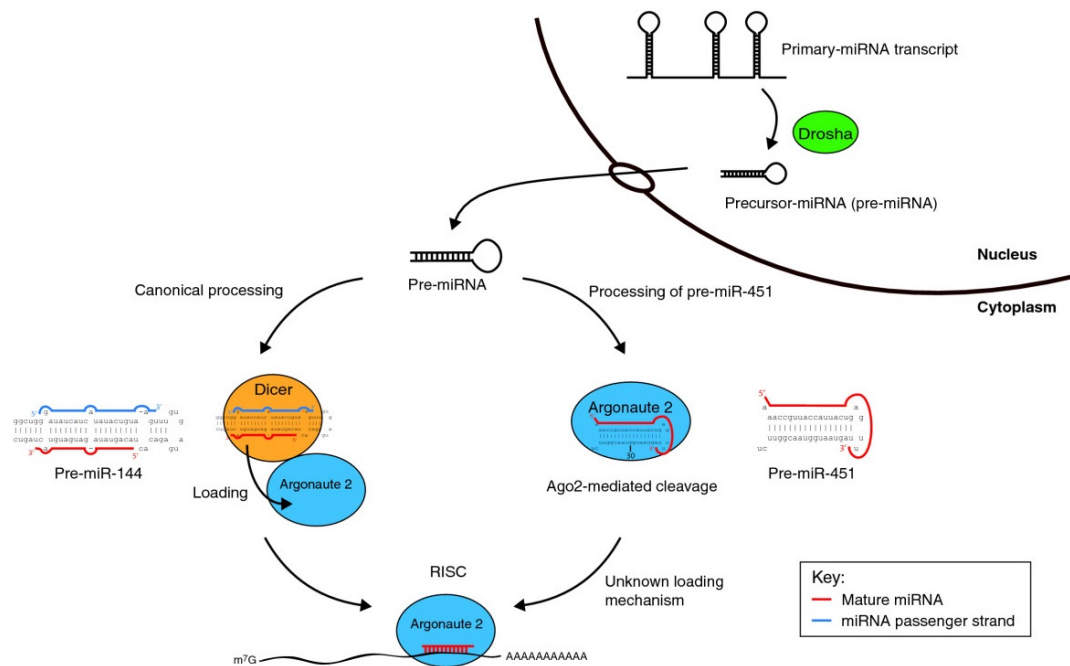 Primary-miRNA transcript
Drosha
Precursor-miRNA (pre-miRNA)
Nucleus
Cytoplasm
Pre-miRNA
Canonical processing
Processing of pre-miR-451
5'
3'
g a -a gu
ggcugg auaucauc uauacugua guuu g
cugauc uguaguag auaugacau caga a
3' 5' ca gu
Pre-miR-144
Dicer
Argonaute 2
Loading
Argonaute 2
30
3'
Ago2-mediated cleavage
5'
a a
aaccguuaccauuacug g
uuggcaaugguaaugau u
uc 3' u
Pre-miR-451
RISC
Unknown loading
mechanism
Argonaute 2
m7G
AAAAAAAAAAA
Key:
Mature miRNA
miRNA passenger strand